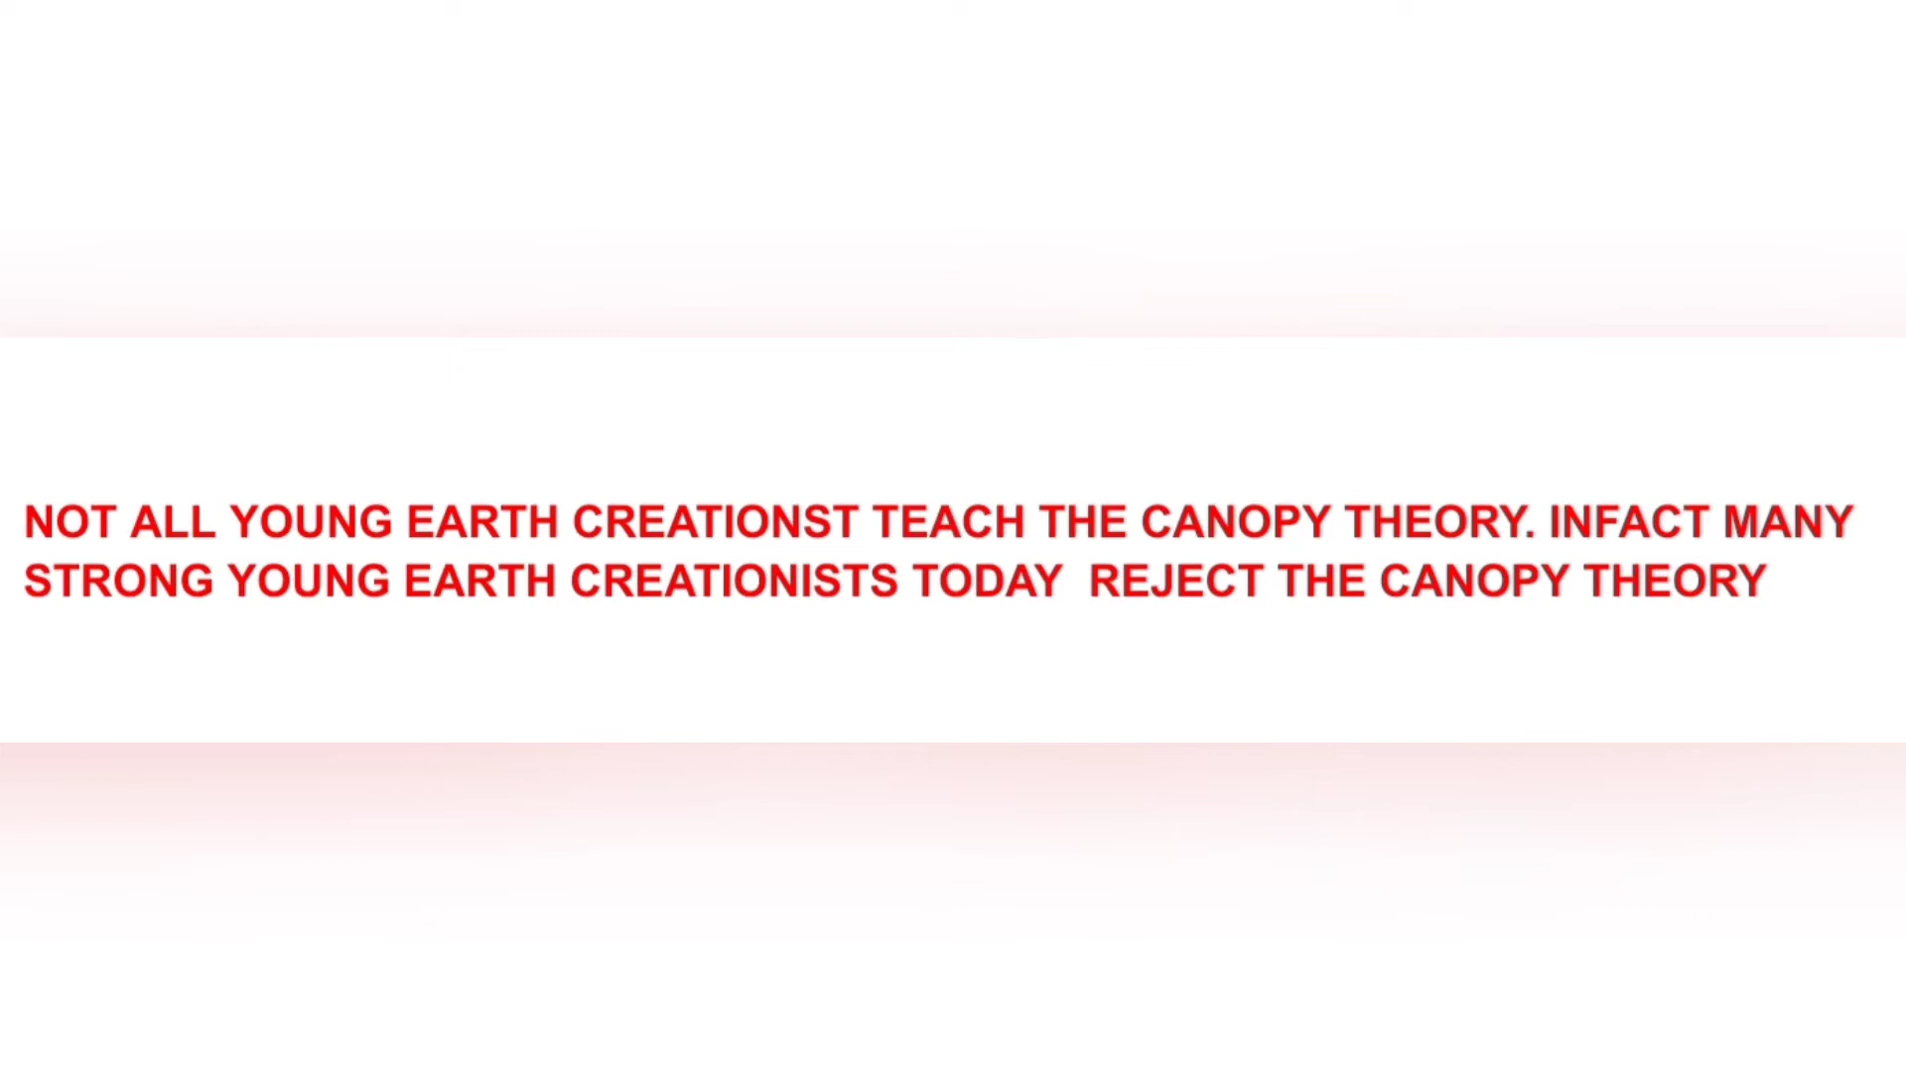 NOT ALL YOUNG EARTH CREATIONST TEACH THE CANOPY THEORY. INFACT MANY
STRONG YOUNG EARTH CREATIONISTS TODAY  REJECT THE CANOPY THEORY